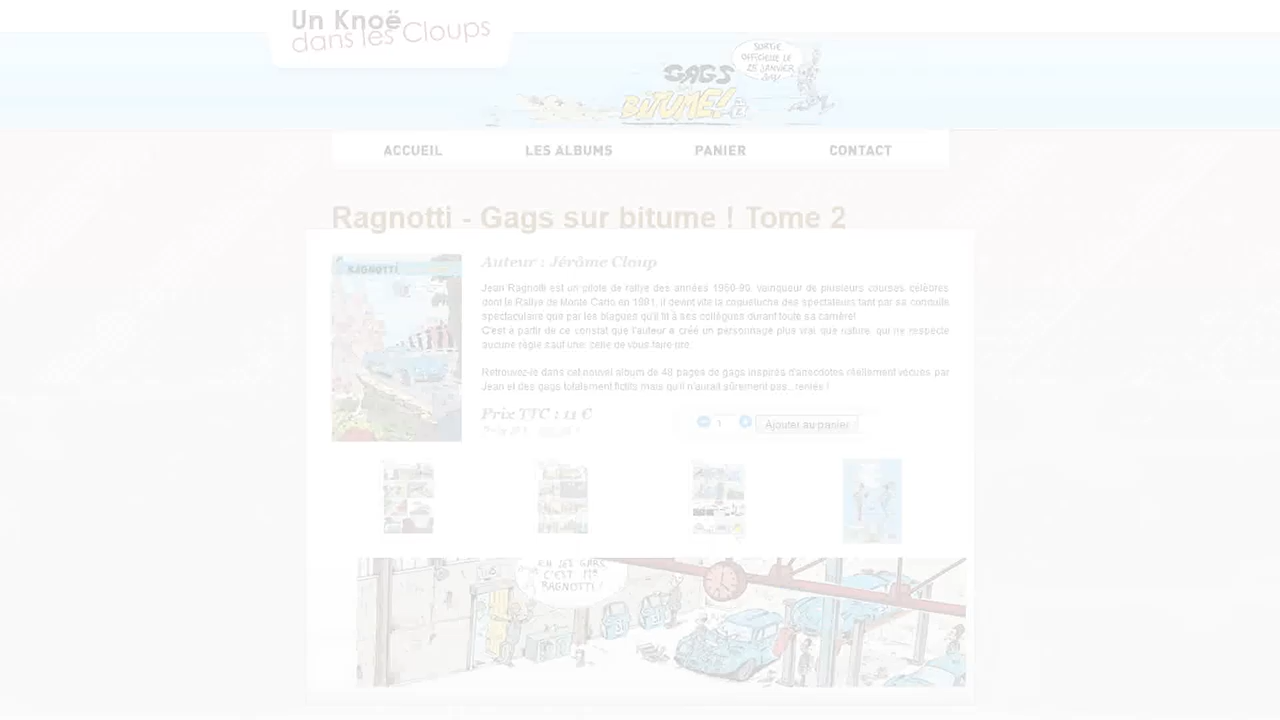 Un Knoë
dans les Cloups
SORTIE
OFFICIELLE LE
25 JANVIER
GAGS
BITUME!
ACCUEIL
LES ALBUMS
PANIER
CONTACT
Ragnotti - Gags sur bitume ! Tome 2
RAGNOTTI
Auteur : Jérôme Cloup
Jean Ragnotti est un pilote de rallye des années 1960-90, vainqueur de plusieurs courses célèbres
dont le Rallye de Monte Carlo en 1981, il devint vite la coqueluche des spectateurs tant par sa conduite
spectaculaire que par les blagues qu'il fit à ses collègues durant toute sa carrière!
C'est à partir de ce constat que l'auteur a créé un personnage plus vrai que nature, qui ne respecte
aucune règle sauf une: celle de vous faire rire.
Retrouvez-le dans cet nouvel album de 48 pages de gags inspirés d'anecdotes réellement vécues par
Jean et des gags totalement fictifs mais qu'il n'aurait sûrement pas...reniés !
Prix TTC : 11 €
1
Ajouter au panier
EH LES GARS
C'EST
RAGNOTTI !